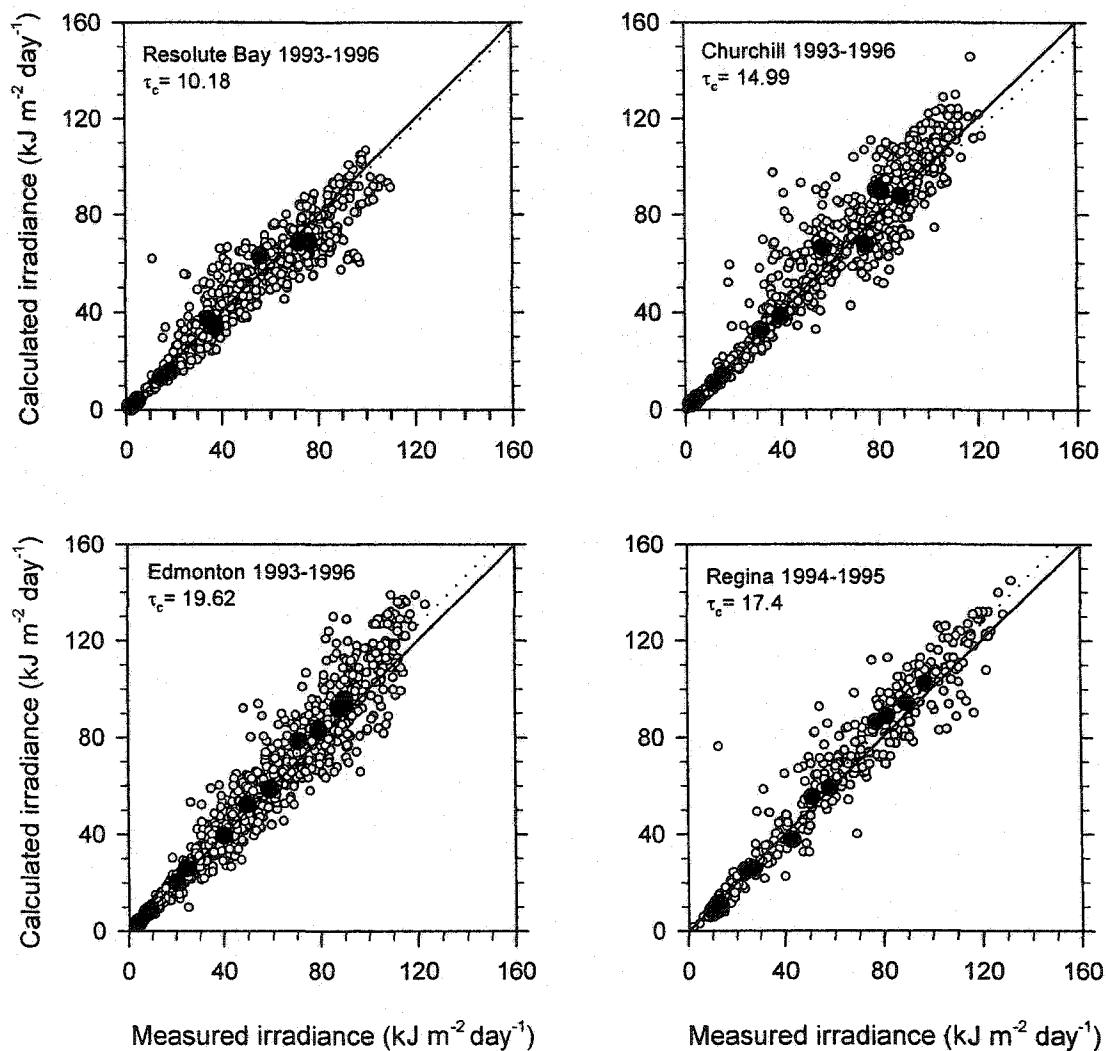 Resolute Bay 1993-1996
τc= 10.18
Calculated irradiance (kJ m-2 day-1)
160
120
80
40
0
0 40 80 120 160
Churchill 1993-1996
τc= 14.99
160
120
80
40
0
0 40 80 120 160
Edmonton 1993-1996
τc= 19.62
Calculated irradiance (kJ m-2 day-1)
160
120
80
40
0
0 40 80 120 160
Measured irradiance (kJ m-2 day-1)
Regina 1994-1995
τc= 17.4
160
120
80
40
0
0 40 80 120 160
Measured irradiance (kJ m-2 day-1)